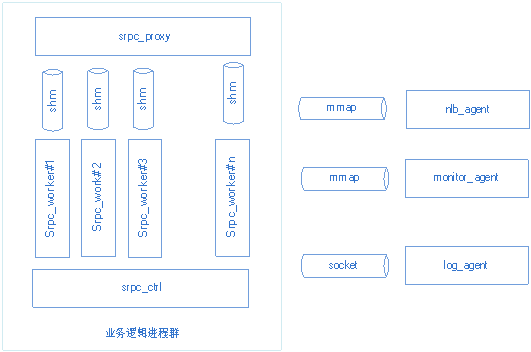 srpc_proxy
shm
shm
shm
shm
Srpc_worker#1
Srpc_work#2
Srpc_worker#3
Srpc_worker#n
srpc_ctrl
业务逻辑进程群
mmap
nlb_agent
mmap
monitor_agent
socket
log_agent